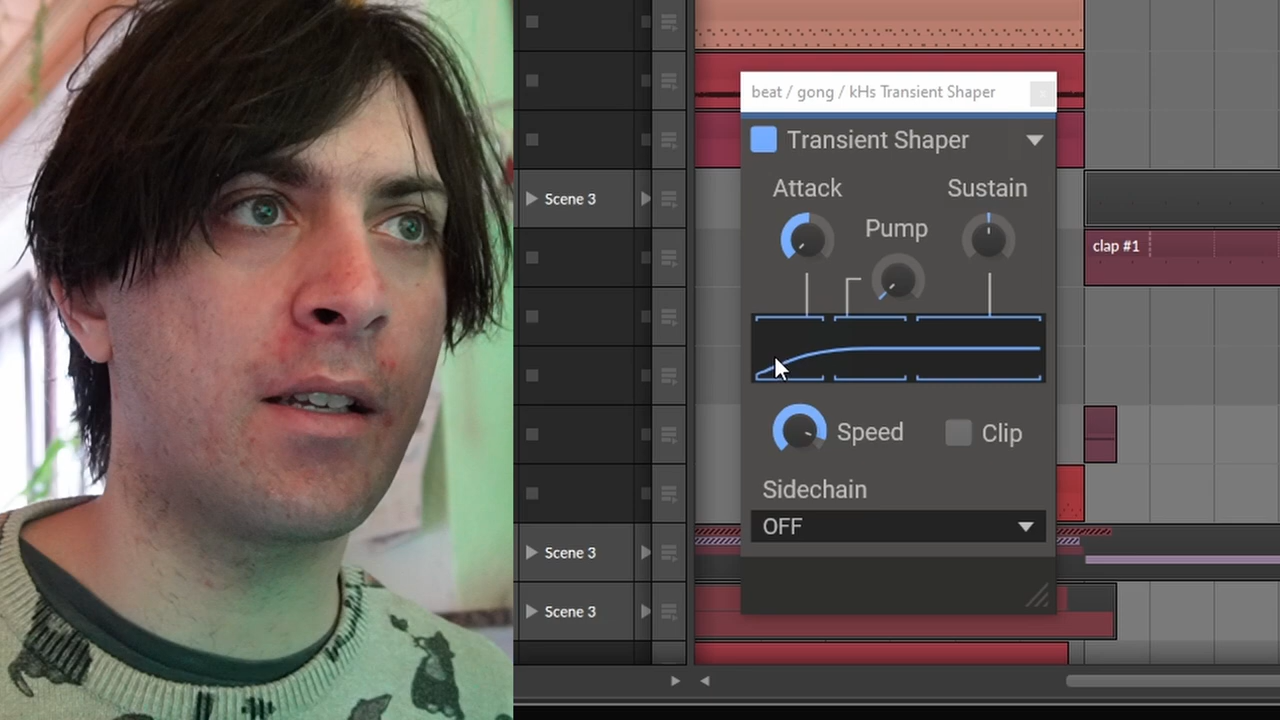 beat / gong / kHs Transient Shaper
x
Transient Shaper
Attack
Sustain
Pump
Speed
Clip
Sidechain
OFF
Scene 3
clap #1
Scene 3
Scene 3